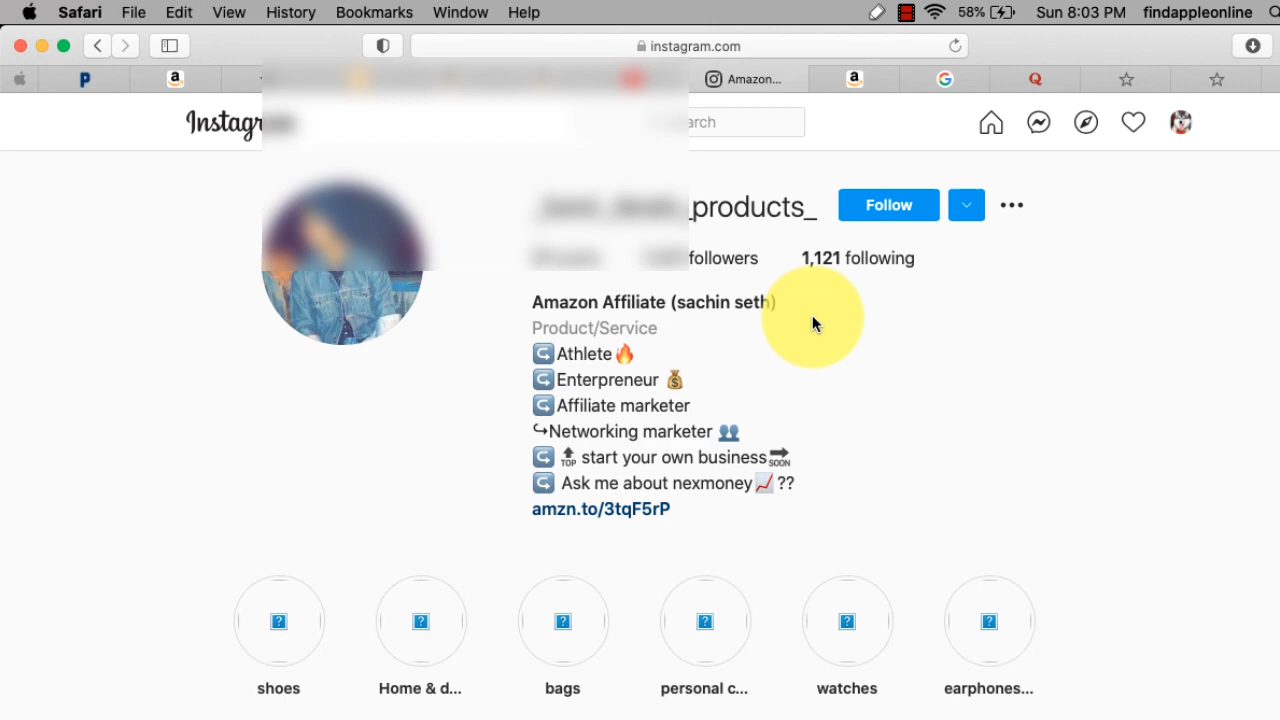 Safari File Edit View History Bookmarks Window Help 58% Sun 8:03 PM findappleonline
instagram.com
Amazon...
Instagr
arch
_products_ Follow
followers 1,121 following
Amazon Affiliate (sachin seth)
Product/Service
Athlete🔥
Enterpreneur 💰
Affiliate marketer
↪Networking marketer 👥
🔝 start your own business🔜
Ask me about nexmoney📈??
amzn.to/3tqF5rP
shoes Home & d... bags personal c... watches earphones...